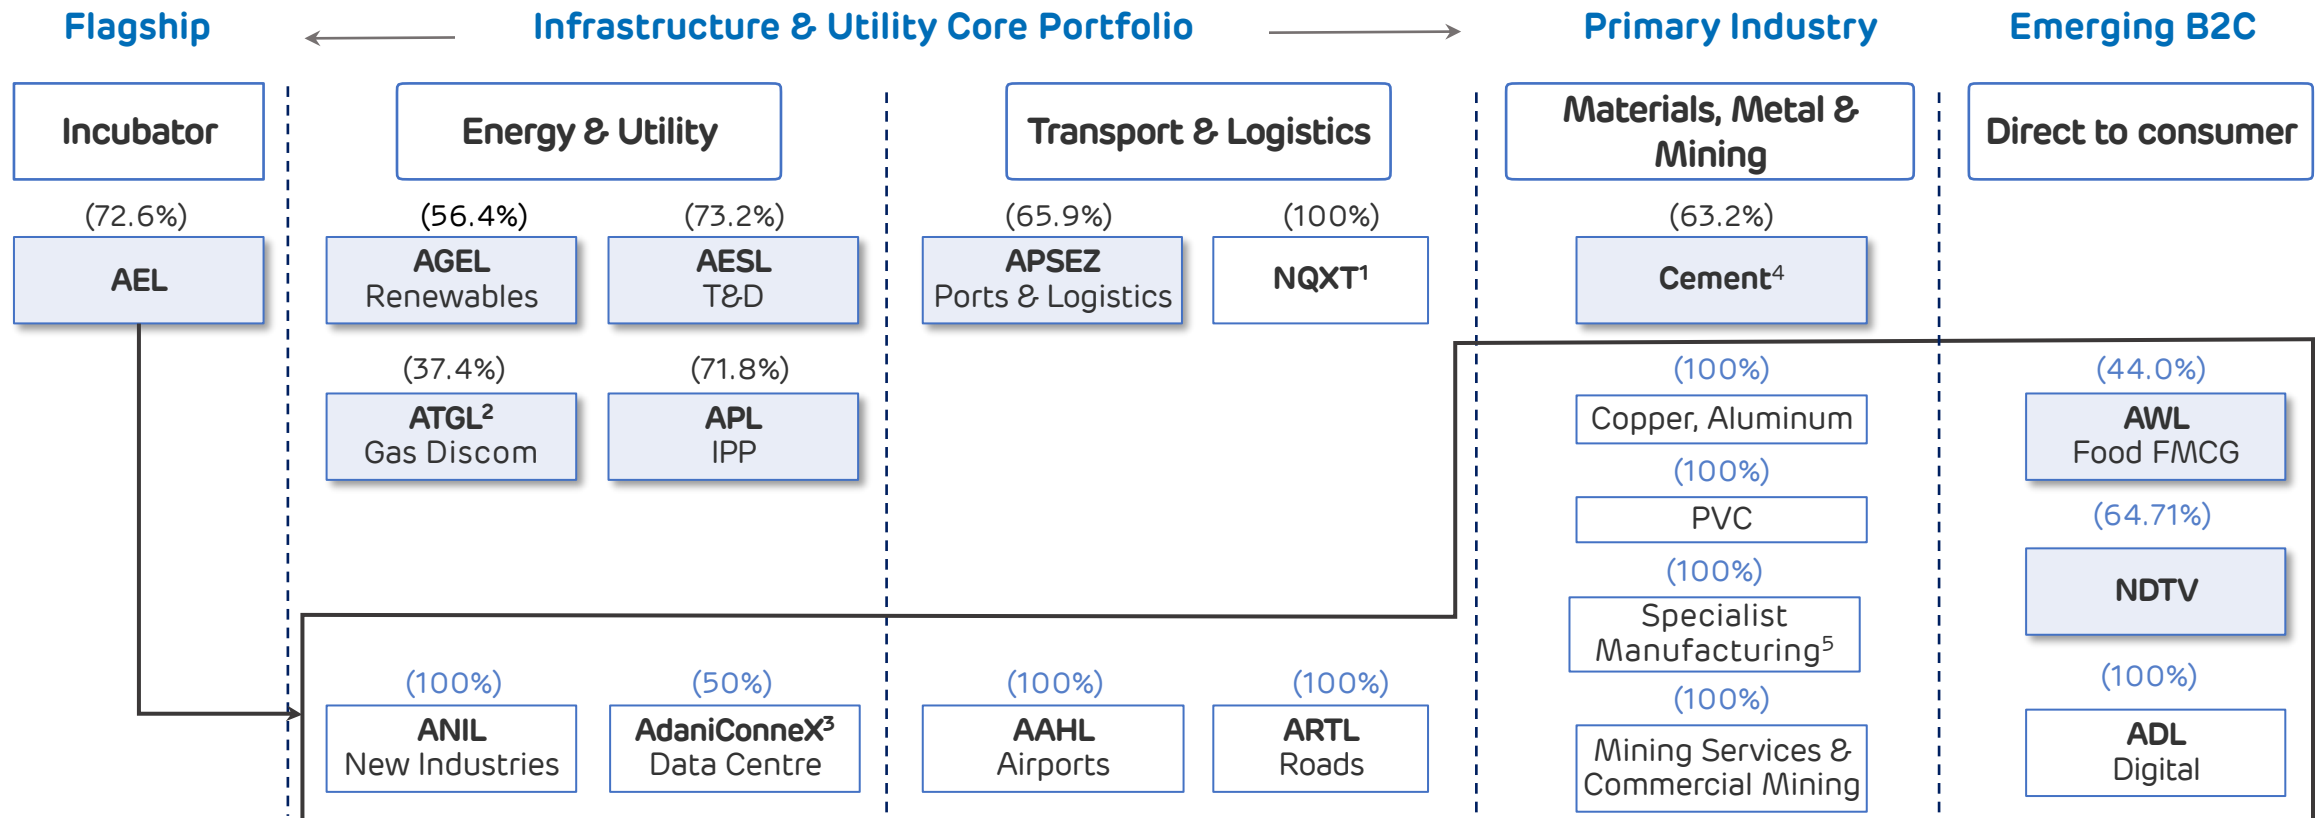 Flagship
Infrastructure & Utility Core Portfolio
Primary Industry
Emerging B2C
Incubator
Energy & Utility
Transport & Logistics
Materials, Metal &
Mining
Direct to consumer
(72.6%)
AEL
(56.4%)
AGEL
Renewables
(73.2%)
AESL
T&D
(65.9%)
APSEZ
Ports & Logistics
(100%)
NQXT¹
(63.2%)
Cement⁴
(37.4%)
ATGL²
Gas Discom
(71.8%)
APL
IPP
(100%)
Copper, Aluminum
(100%)
PVC
(100%)
Specialist
Manufacturing⁵
(100%)
Mining Services &
Commercial Mining
(44.0%)
AWL
Food FMCG
(64.71%)
NDTV
(100%)
ADL
Digital
(100%)
ANIL
New Industries
(50%)
AdaniConneX³
Data Centre
(100%)
AAHL
Airports
(100%)
ARTL
Roads